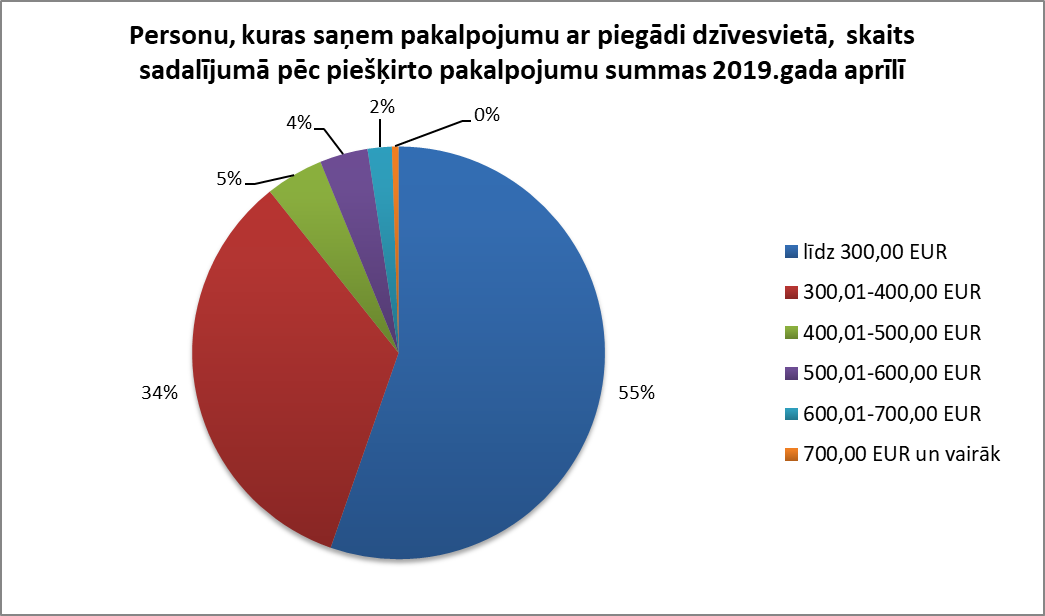 Personu, kuras saņem pakalpojumu ar piegādi dzīvesvietā,  skaits
sadalījumā pēc piešķirto pakalpojumu summas 2019.gada aprīlī
2%
0%
4%
5%
34%
55%
līdz 300,00 EUR
300,01-400,00 EUR
400,01-500,00 EUR
500,01-600,00 EUR
600,01-700,00 EUR
700,00 EUR un vairāk